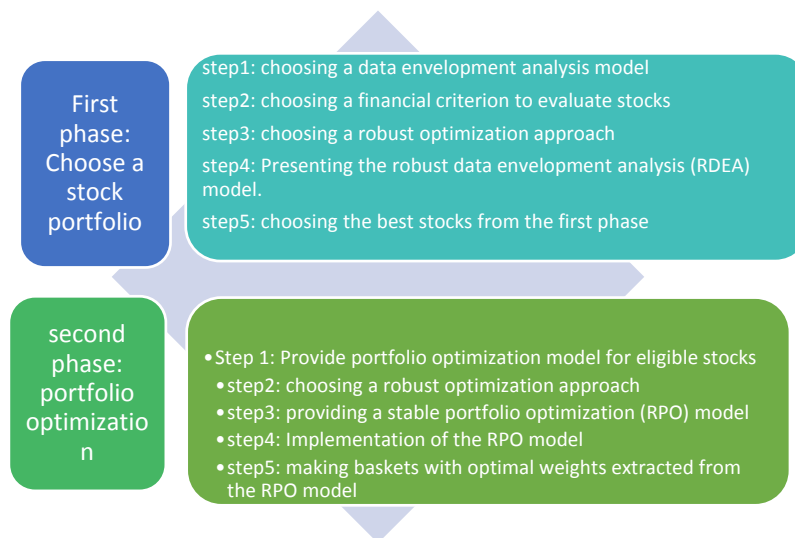 First
phase:
Choose a
stock
portfolio
step1: choosing a data envelopment analysis model
step2: choosing a financial criterion to evaluate stocks
step3: choosing a robust optimization approach
step4: Presenting the robust data envelopment analysis (RDEA)
model.
step5: choosing the best stocks from the first phase
second
phase:
portfolio
optimizatio
n
•Step 1: Provide portfolio optimization model for eligible stocks
•step2: choosing a robust optimization approach
•step3: providing a stable portfolio optimization (RPO) model
•step4: Implementation of the RPO model
•step5: making baskets with optimal weights extracted from
the RPO model